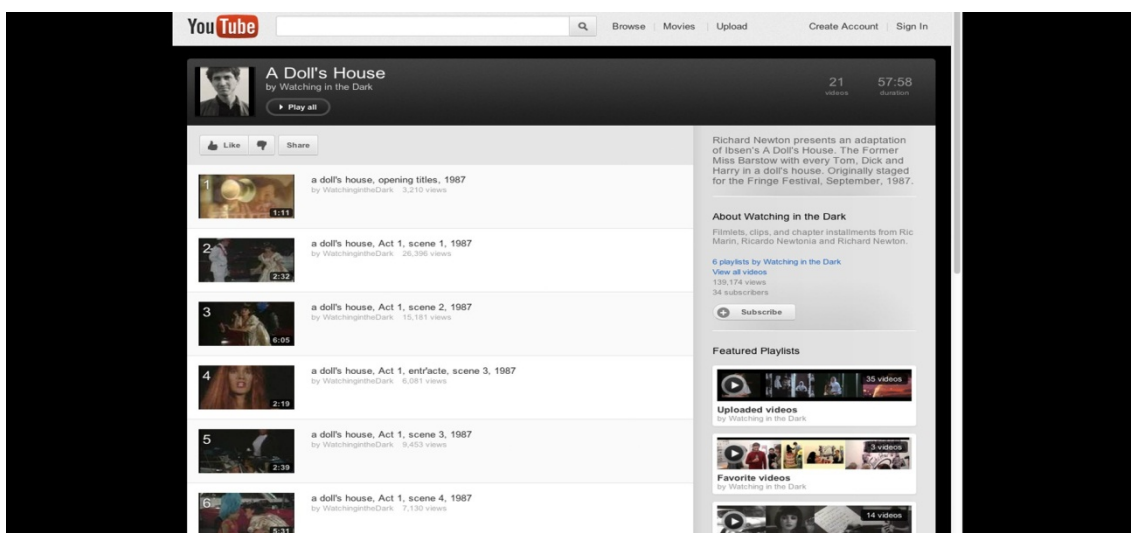 YouTube
Browse
Movies
Upload
Create Account
Sign In
A Doll's House
by Watching in the Dark
Play all
21
videos
57:58
duration
Like
Share
1
1:11
a doll's house, opening titles, 1987
by WatchingintheDark 3,210 views
2
2:32
a doll's house, Act 1, scene 1, 1987
by WatchingintheDark 26,396 views
3
6:05
a doll's house, Act 1, scene 2, 1987
by WatchingintheDark 15,181 views
4
2:19
a doll's house, Act 1, entr'acte, scene 3, 1987
by WatchingintheDark 6,081 views
5
2:39
a doll's house, Act 1, scene 3, 1987
by WatchingintheDark 9,453 views
6
5:31
a doll's house, Act 1, scene 4, 1987
by WatchingintheDark 7,130 views
Richard Newton presents an adaptation
of Ibsen's A Doll's House. The Former
Miss Barstow with every Tom, Dick and
Harry in a doll's house. Originally staged
for the Fringe Festival, September, 1987.
About Watching in the Dark
Filmlets, clips, and chapter installments from Ric
Marin, Ricardo Newtonia and Richard Newton.
6 playlists by Watching in the Dark
View all videos
139,174 views
34 subscribers
Subscribe
Featured Playlists
35 videos
Uploaded videos
by Watching in the Dark
3 videos
Favorite videos
by Watching in the Dark
14 videos